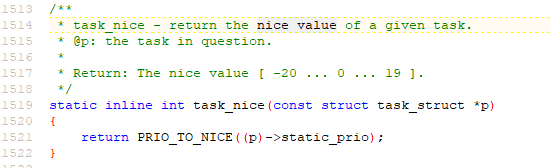 1513 /**
1514  * task_nice - return the nice value of a given task.
1515  * @p: the task in question.
1516  *
1517  * Return: The nice value [ -20 ... 0 ... 19 ].
1518  */
1519 static inline int task_nice(const struct task_struct *p)
1520 {
1521     return PRIO_TO_NICE((p)->static_prio);
1522 }